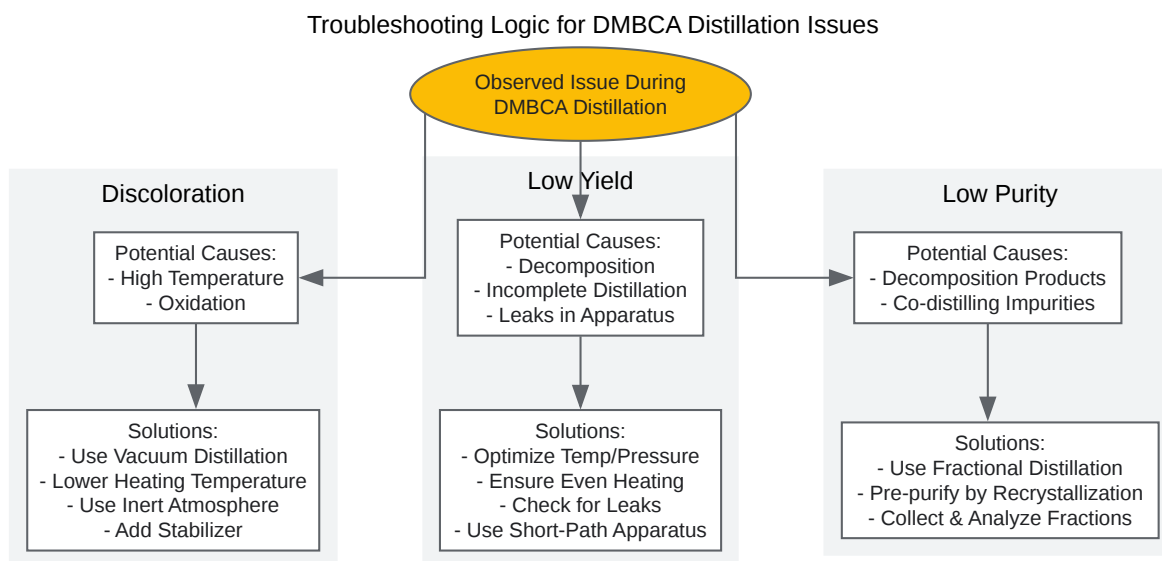 Troubleshooting Logic for DMBCA Distillation Issues
Observed Issue During
DMBCA Distillation
Discoloration
Potential Causes:
- High Temperature
- Oxidation
Solutions:
- Use Vacuum Distillation
- Lower Heating Temperature
- Use Inert Atmosphere
- Add Stabilizer
Low Yield
Potential Causes:
- Decomposition
- Incomplete Distillation
- Leaks in Apparatus
Solutions:
- Optimize Temp/Pressure
- Ensure Even Heating
- Check for Leaks
- Use Short-Path Apparatus
Low Purity
Potential Causes:
- Decomposition Products
- Co-distilling Impurities
Solutions:
- Use Fractional Distillation
- Pre-purify by Recrystallization
- Collect & Analyze Fractions